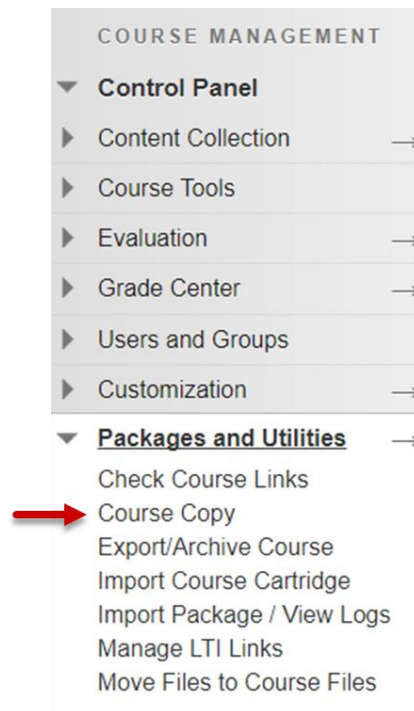 COURSE MANAGEMENT
Control Panel
Content Collection
Course Tools
Evaluation
Grade Center
Users and Groups
Customization
Packages and Utilities
Check Course Links
Course Copy
Export/Archive Course
Import Course Cartridge
Import Package / View Logs
Manage LTI Links
Move Files to Course Files